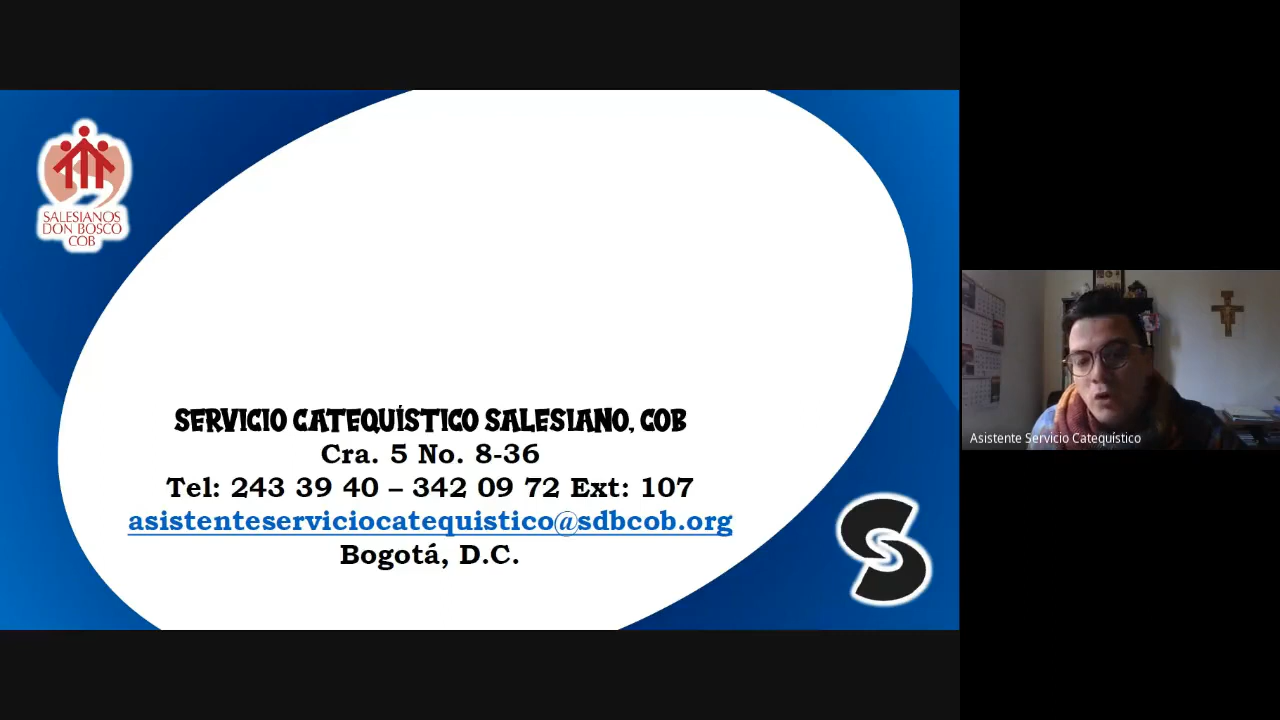 SALESIANOS
DON BOSCO
COB
SERVICIO CATEQUÍSTICO SALESIANO, COB
Cra. 5 No. 8-36
Tel: 243 39 40 – 342 09 72 Ext: 107
asistenteserviciocatequistico@sdbcob.org
Bogotá, D.C.
Asistente Servicio Catequístico